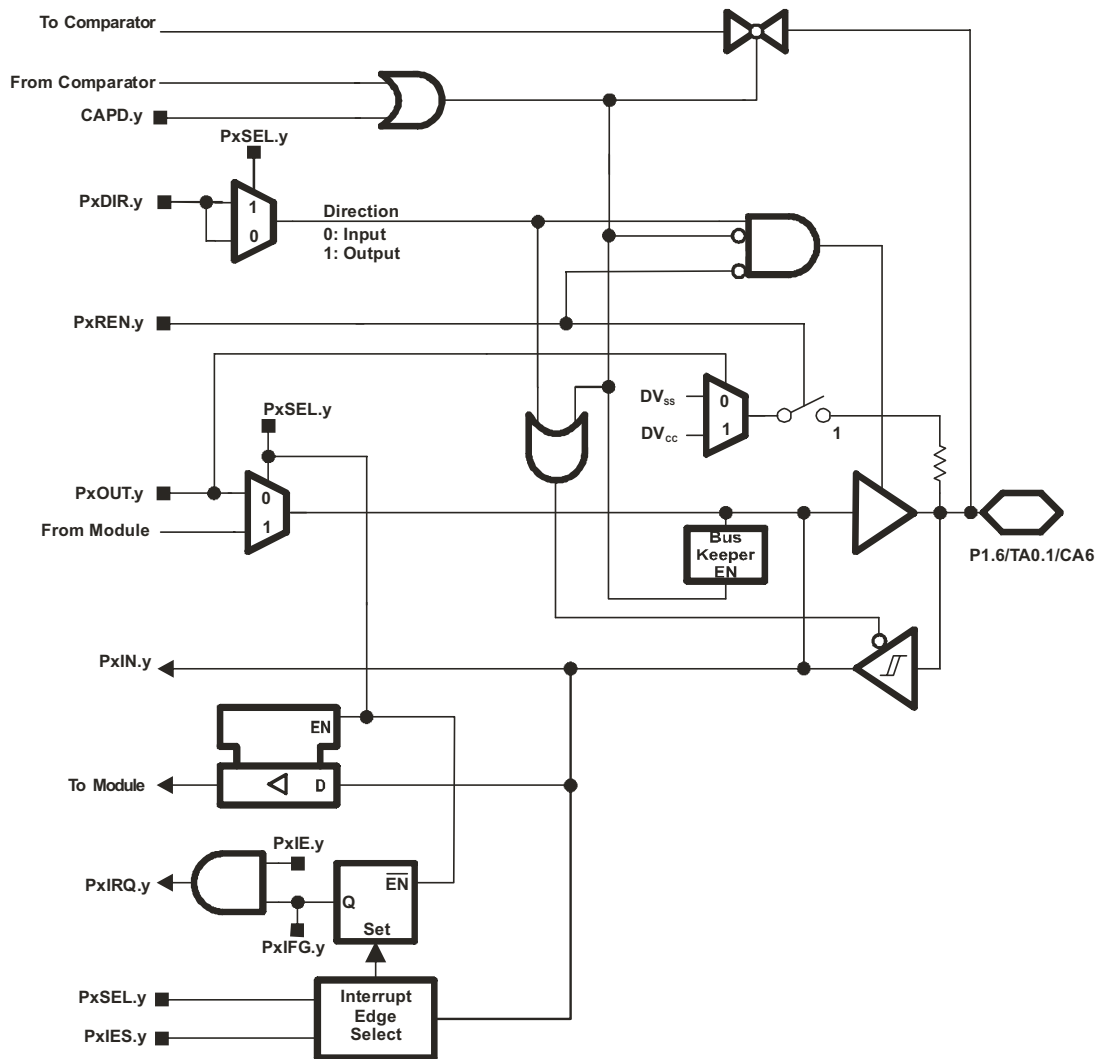 To Comparator
From Comparator
CAPD.y
PxSEL.y
PxDIR.y
1
0
Direction
0: Input
1: Output
PxREN.y
DVSS
0
DVCC
1
1
PxSEL.y
PxOUT.y
0
From Module
1
Bus
Keeper
EN
P1.6/TA0.1/CA6
PxIN.y
EN
To Module
D
PxIE.y
PxIRQ.y
EN
Q
Set
PxIFG.y
PxSEL.y
PxIES.y
Interrupt
Edge
Select